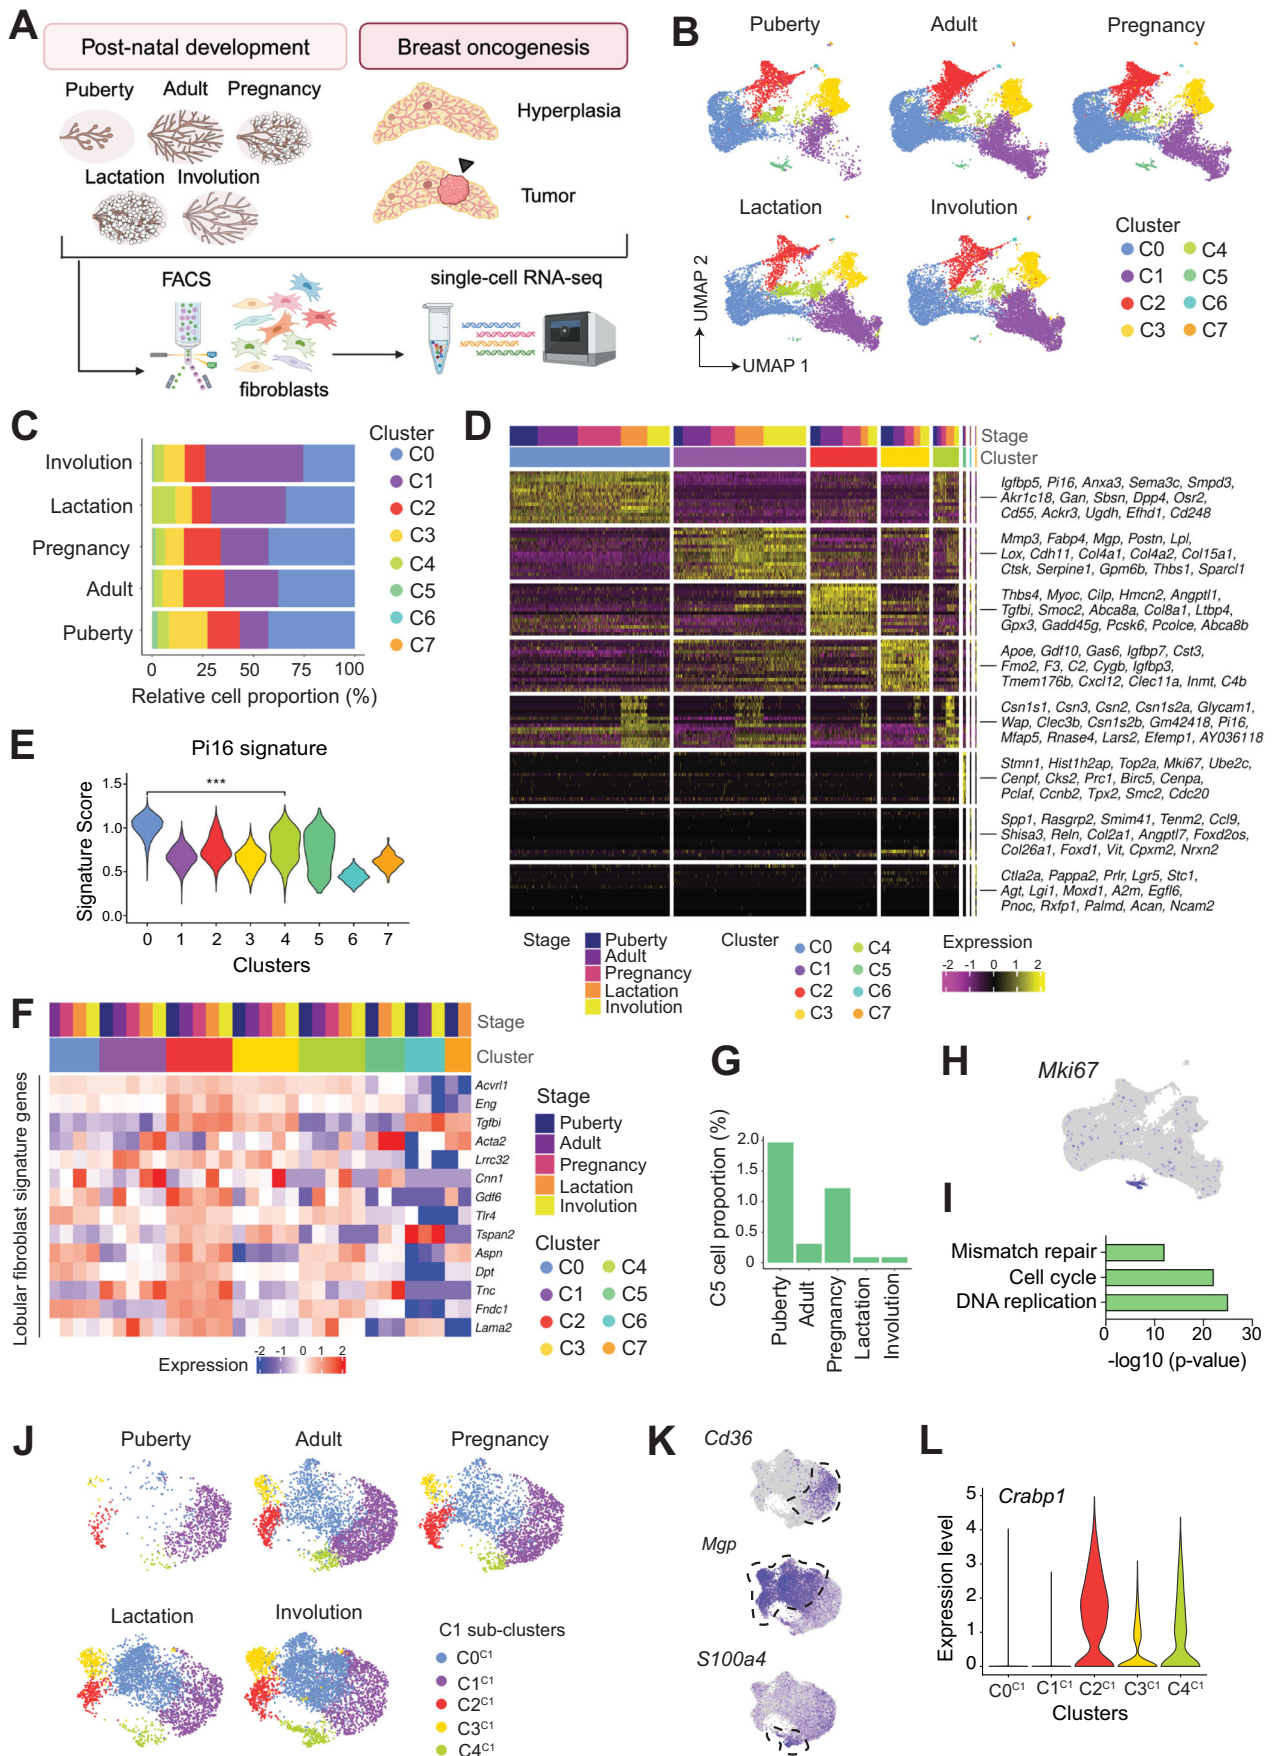 A
Post-natal development
Breast oncogenesis
Puberty
Adult
Pregnancy
Lactation
Involution
Hyperplasia
Tumor
FACS
fibroblasts
single-cell RNA-seq
B
Puberty
Adult
Pregnancy
Lactation
Involution
UMAP 2
UMAP 1
Cluster
C0
C1
C2
C3
C4
C5
C6
C7
C
Involution
Lactation
Pregnancy
Adult
Puberty
0 25 50 75 100
Relative cell proportion (%)
Cluster
C0
C1
C2
C3
C4
C5
C6
C7
D
Stage
Cluster
Igfbp5, Pi16, Anxa3, Sema3c, Smpd3,
Akr1c18, Gan, Sbsn, Dpp4, Osr2,
Cd55, Ackr3, Ugdh, Efhd1, Cd248
Mmp3, Fabp4, Mgp, Postn, Lpl,
Lox, Cdh11, Col4a1, Col4a2, Col15a1,
Ctsk, Serpine1, Gpm6b, Thbs1, Sparcl1
Thbs4, Myoc, Cilp, Hmcn2, Angptl1,
Tgfbi, Smoc2, Abca8a, Col8a1, Ltbp4,
Gpx3, Gadd45g, Pcsk6, Pcolce, Abca8b
Apoe, Gdf10, Gas6, Igfbp7, Cst3,
Fmo2, F3, C2, Cygb, Igfbp3,
Tmem176b, Cxcl12, Clec11a, Inmt, C4b
Csn1s1, Csn3, Csn2, Csn1s2a, Glycam1,
Wap, Clec3b, Csn1s2b, Gm42418, Pi16,
Mfap5, Rnase4, Lars2, Efemp1, AY036118
Stmn1, Hist1h2ap, Top2a, Mki67, Ube2c,
Cenpf, Cks2, Prc1, Birc5, Cenpa,
Pclaf, Ccnb2, Tpx2, Smc2, Cdc20
Spp1, Rasgrp2, Smim41, Tenm2, Ccl9,
Shisa3, Reln, Col2a1, Angptl7, Foxd2os,
Col26a1, Foxd1, Vit, Cpxm2, Nrxn2
Ctla2a, Pappa2, Prlr, Lgr5, Stc1,
Agt, Lgi1, Moxd1, A2m, Egfl6,
Pnoc, Rxfp1, Palmd, Acan, Ncam2
Stage
Puberty
Adult
Pregnancy
Lactation
Involution
Cluster
C0
C1
C2
C3
C4
C5
C6
C7
Expression
-2 -1 0 1 2
E
Pi16 signature
Signature Score
1.5
1.0
0.5
0.0
***
0 1 2 3 4 5 6 7
Clusters
F
Stage
Cluster
Lobular fibroblast signature genes
Acvrl1
Eng
Tgfbi
Acta2
Lrrc32
Cnn1
Gdf6
Tlr4
Tspan2
Aspn
Dpt
Tnc
Fndc1
Lama2
Expression
-2 -1 0 1 2
Stage
Puberty
Adult
Pregnancy
Lactation
Involution
Cluster
C0
C1
C2
C3
C4
C5
C6
C7
G
C5 cell proportion (%)
2.0
1.5
0.5
0
Puberty
Adult
Pregnancy
Lactation
Involution
H
Mki67
I
Mismatch repair
Cell cycle
DNA replication
0 10 20 30
-log10 (p-value)
J
Puberty
Adult
Pregnancy
Lactation
Involution
C1 sub-clusters
C0C1
C1C1
C2C1
C3C1
C4C1
K
Cd36
Mgp
S100a4
L
Crabp1
Expression level
5
4
3
2
1
0
C0C1 C1C1 C2C1 C3C1 C4C1
Clusters